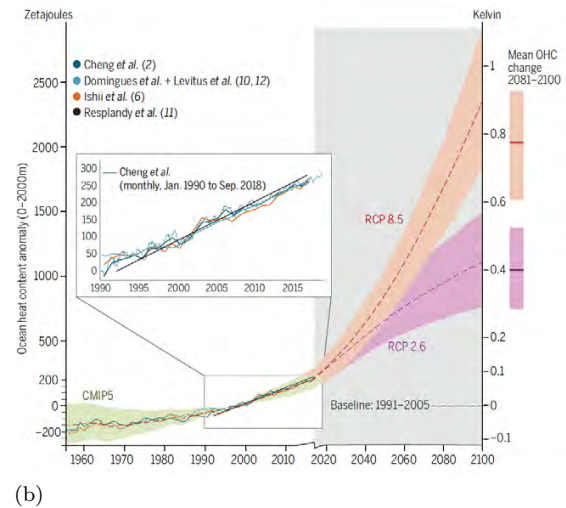 Zetajoules
Kelvin
Cheng et al. (2)
Domingues et al. + Levitus et al. (10, 12)
Ishii et al. (6)
Resplandy et al. (11)
Mean OHC
change
2081–2100
Ocean heat content anomaly (0–2000m)
2500
2000
1500
1000
500
200
0
-200
1
0.8
0.6
0.4
0.2
0
-0.1
Cheng et al.
(monthly, Jan. 1990 to Sep. 2018)
300
250
200
150
100
50
0
1990
1995
2000
2005
2010
2015
RCP 8.5
RCP 2.6
CMIP5
Baseline: 1991–2005
1960
1970
1980
1990
2000
2010
2020
2040
2060
2080
2100
(b)